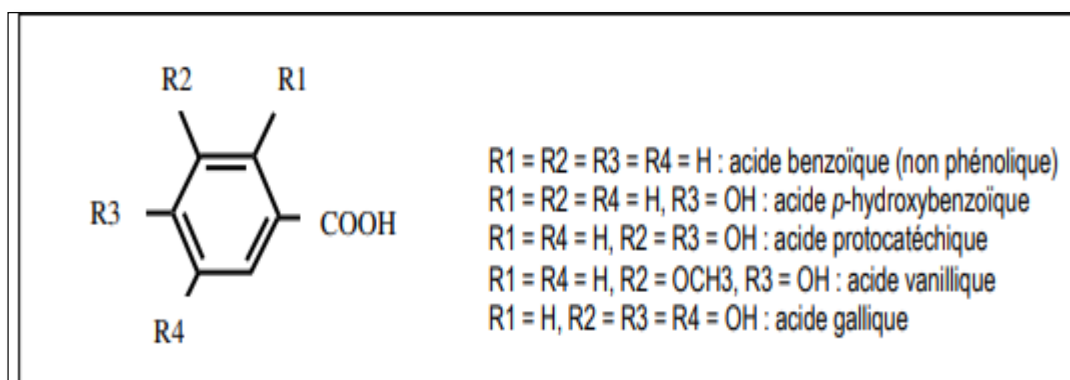 R2 R1
R3
COOH
R4
R1 = R2 = R3 = R4 = H : acide benzoïque (non phénolique)
R1 = R2 = R4 = H, R3 = OH : acide p-hydroxybenzoïque
R1 = R4 = H, R2 = R3 = OH : acide protocatéchique
R1 = R4 = H, R2 = OCH3, R3 = OH : acide vanillique
R1 = H, R2 = R3 = R4 = OH : acide gallique